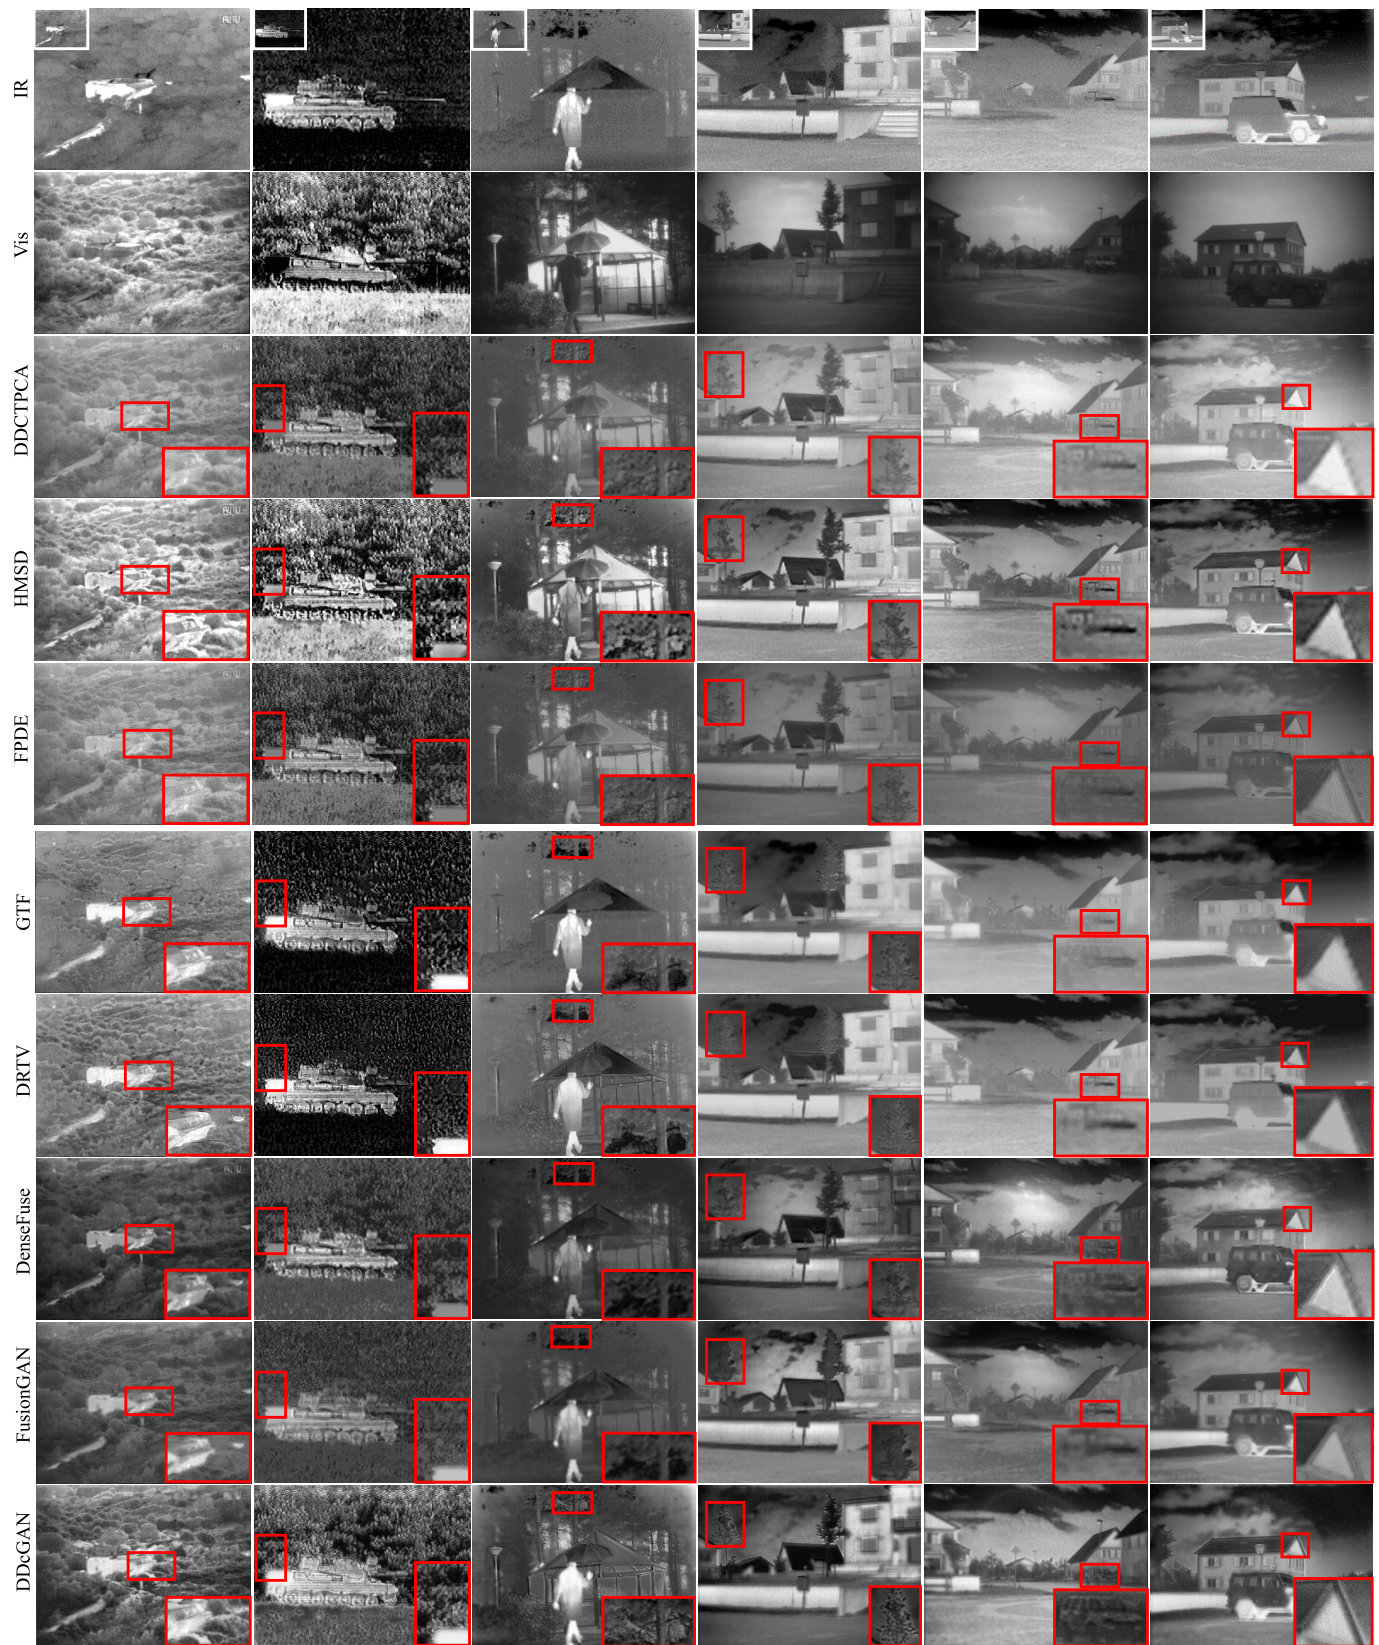 IR
Vis
DDCTPCA
HMSD
FPDE
GTF
DRTV
DenseFuse
FusionGAN
DDcGAN